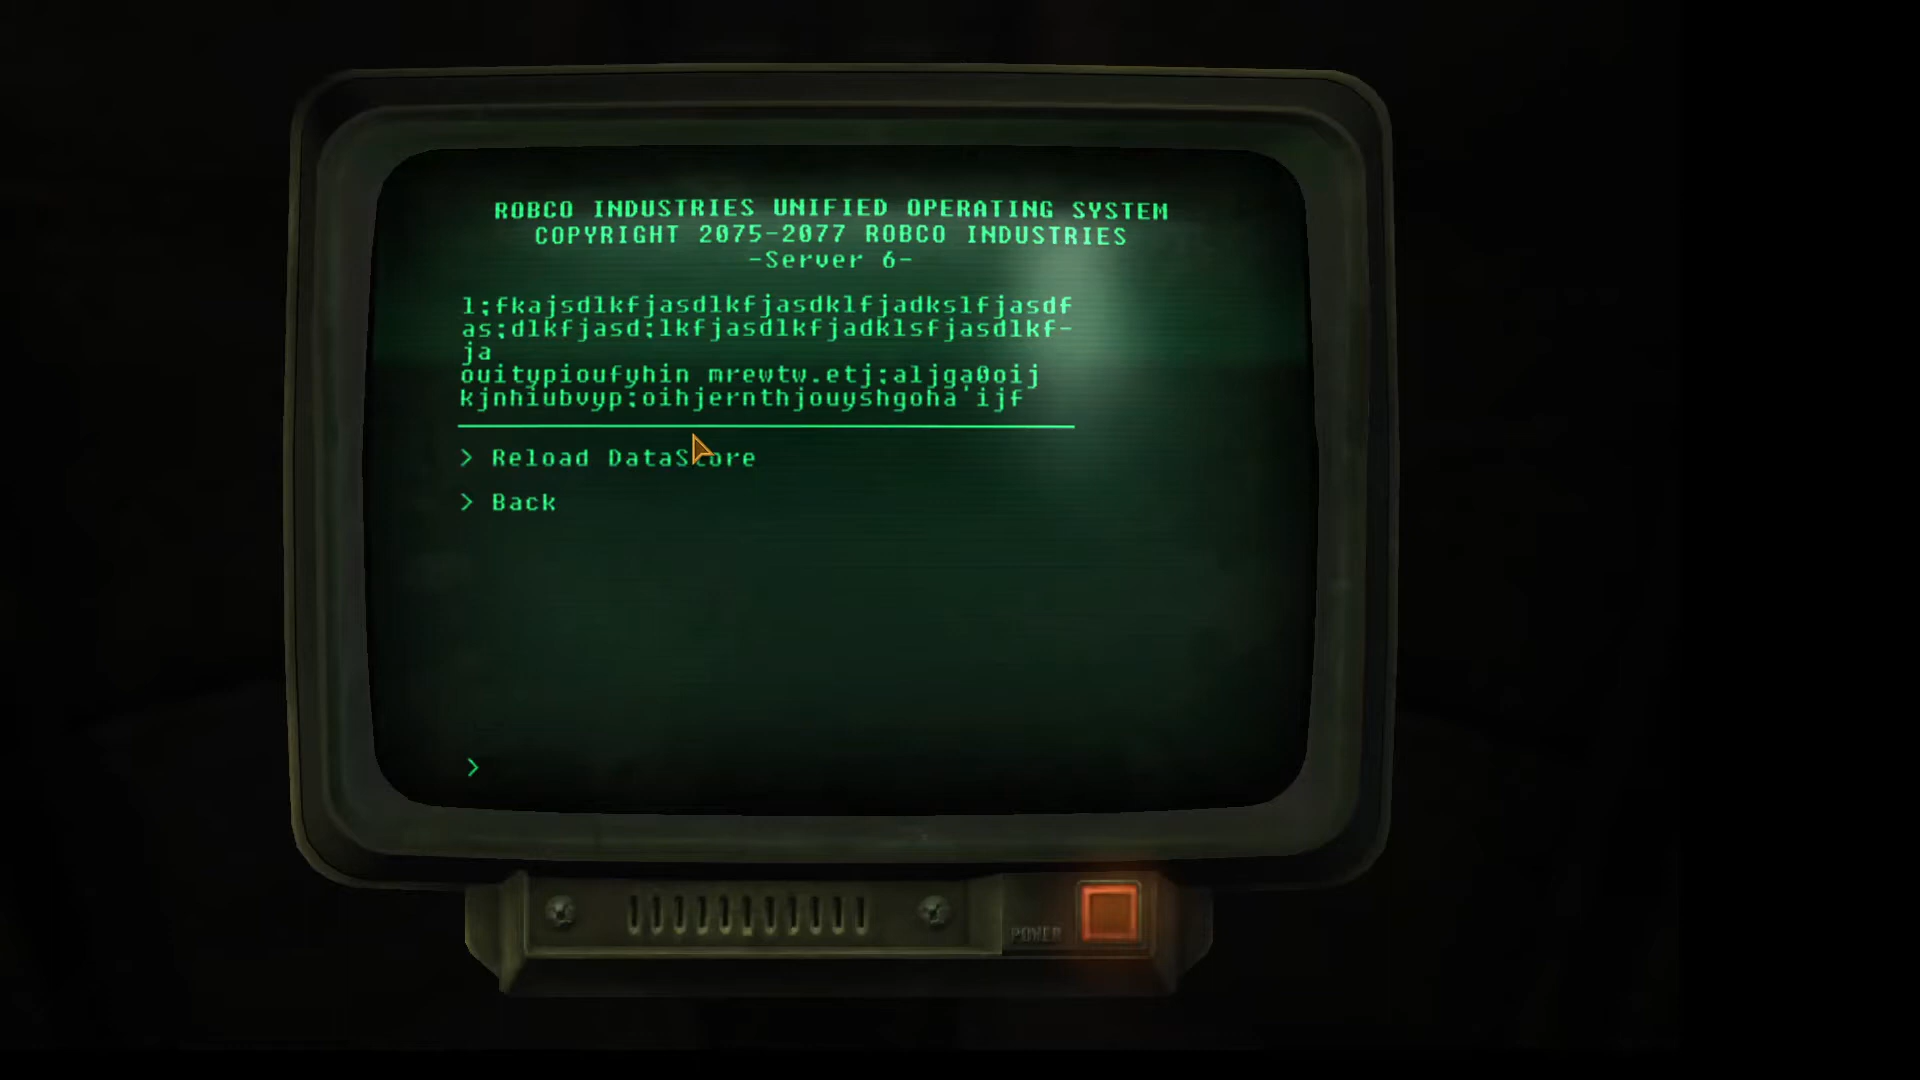 ROBCO INDUSTRIES UNIFIED OPERATING SYSTEM
COPYRIGHT 2075-2077 ROBCO INDUSTRIES
-Server 6-
l;fkajsdlkfjasdlkfjasdklfjadkslfjasdf
as;dlkfjasd;lkfjasdlkfjadklsfjasdlkf-
ja
ouitypioufyhin mrewtw.etj;aljga0oij
kjnhiubvyp;oihjernthjouyshgoha'ijf
> Reload DataStore
> Back
>
POWER